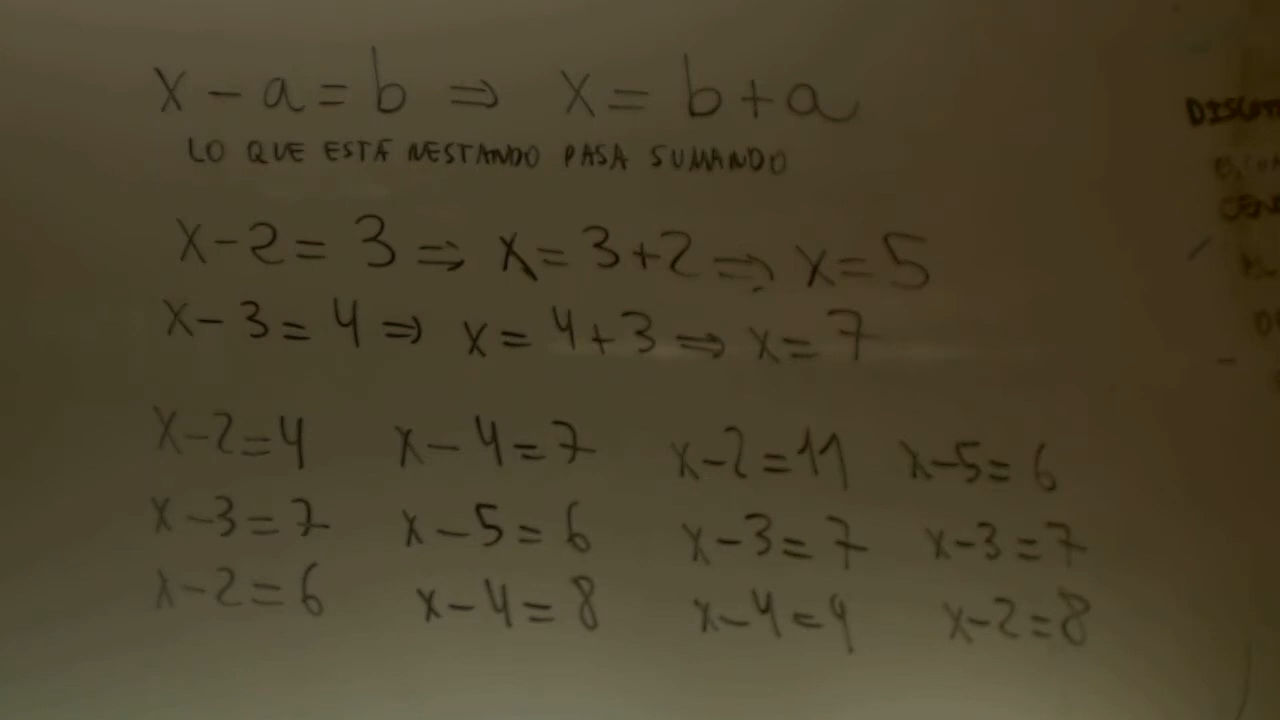 x - a = b ⇒ x = b + a
LO QUE ESTÁ RESTANDO PASA SUMANDO
x - 2 = 3 ⇒ x = 3 + 2 ⇒ x = 5
x - 3 = 4 ⇒ x = 4 + 3 ⇒ x = 7
x - 2 = 4 x - 4 = 7 x - 2 = 11 x - 5 = 6
x - 3 = 7 x - 5 = 6 x - 3 = 7 x - 3 = 7
x - 2 = 6 x - 4 = 8 x - 4 = 4 x - 2 = 8